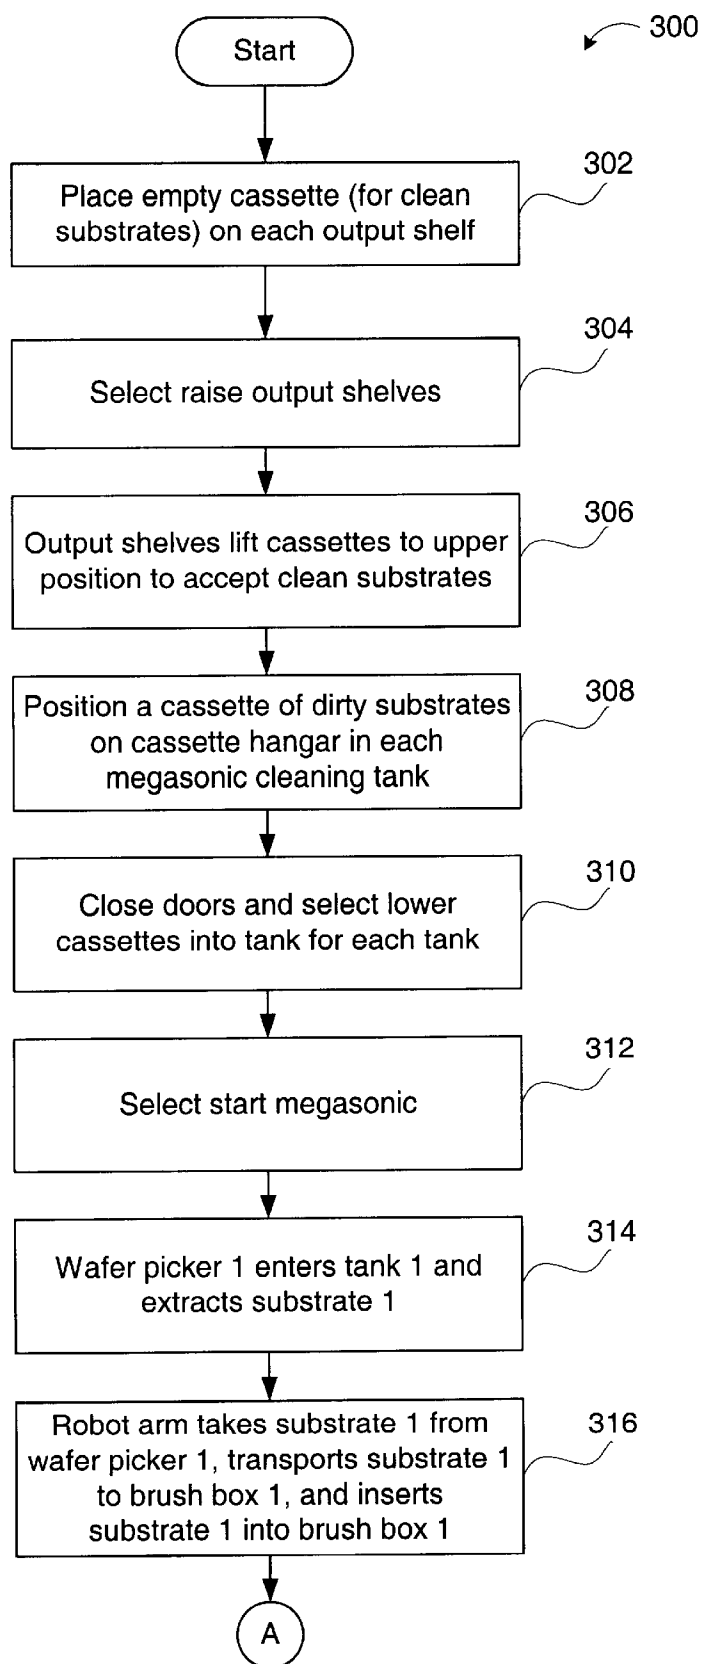 Start
300
Place empty cassette (for clean
substrates) on each output shelf
302
Select raise output shelves
304
Output shelves lift cassettes to upper
position to accept clean substrates
306
Position a cassette of dirty substrates
on cassette hangar in each
megasonic cleaning tank
308
Close doors and select lower
cassettes into tank for each tank
310
Select start megasonic
312
Wafer picker 1 enters tank 1 and
extracts substrate 1
314
Robot arm takes substrate 1 from
wafer picker 1, transports substrate 1
to brush box 1, and inserts
substrate 1 into brush box 1
316
A